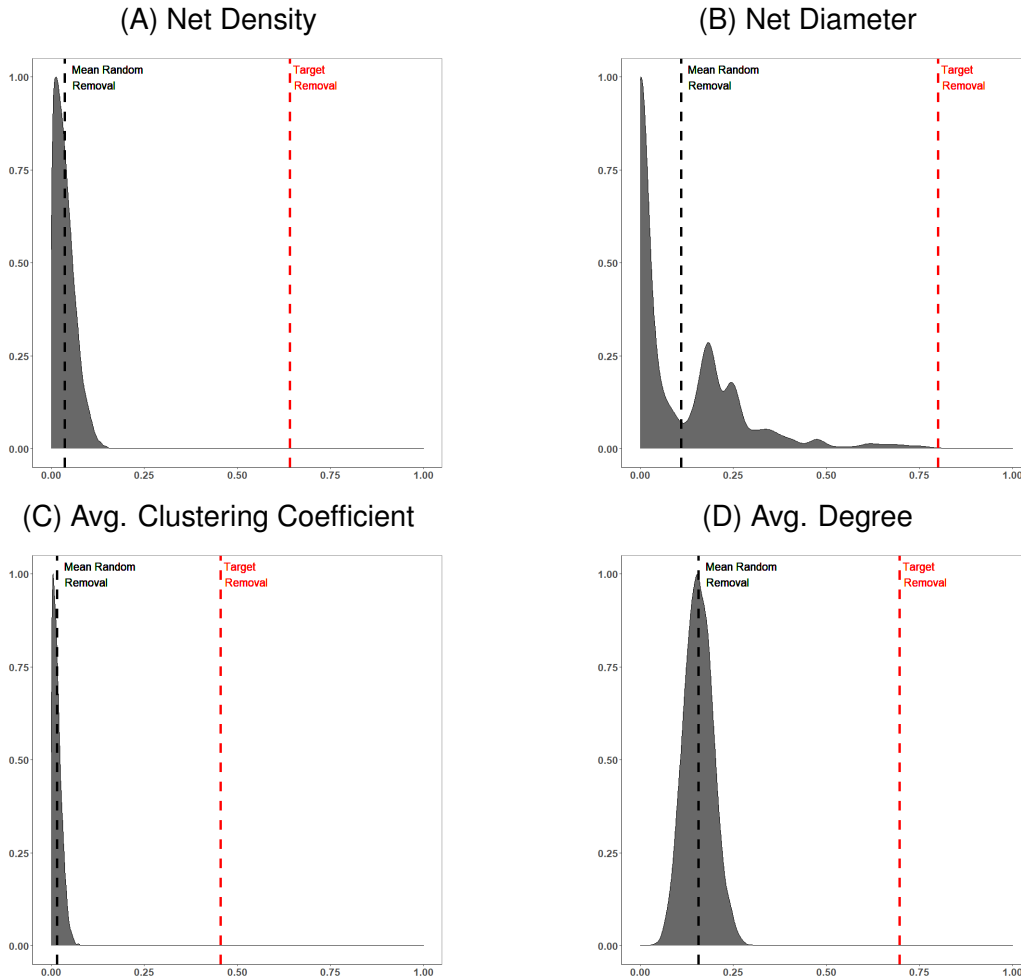 (A) Net Density
(B) Net Diameter
Mean Random
Removal
Target
Removal
1.00
0.75
0.50
0.25
0.00
0.00 0.25 0.50 0.75 1.00
Mean Random
Removal
Target
Removal
1.00
0.75
0.50
0.25
0.00
0.00 0.25 0.50 0.75 1.00
(C) Avg. Clustering Coefficient
(D) Avg. Degree
Mean Random
Removal
Target
Removal
1.00
0.75
0.50
0.25
0.00
0.00 0.25 0.50 0.75 1.00
Mean Random
Removal
Target
Removal
1.00
0.75
0.50
0.25
0.00
0.00 0.25 0.50 0.75 1.00